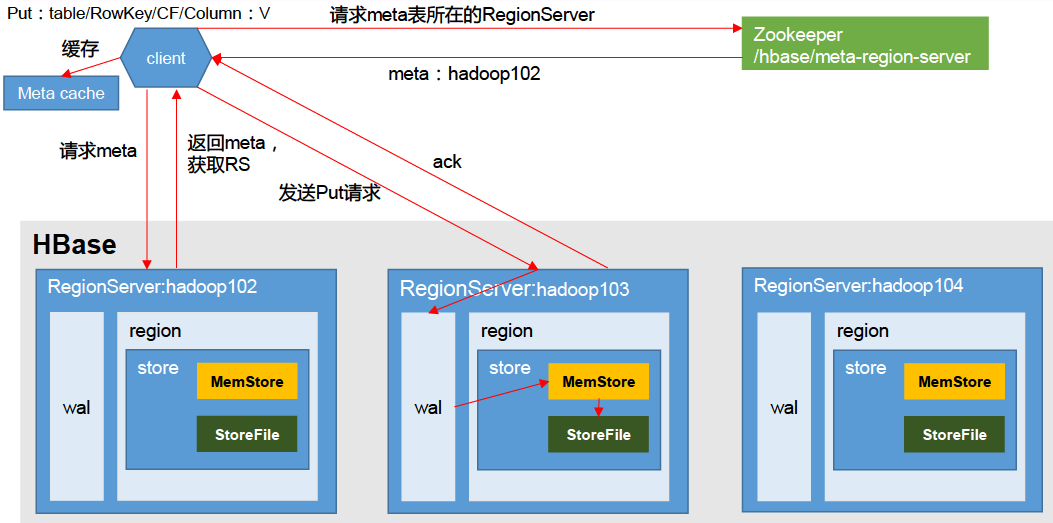 Put：table/RowKey/CF/Column：V
请求meta表所在的RegionServer
Zookeeper
/hbase/meta-region-server
缓存
client
meta：hadoop102
Meta cache
请求meta
返回meta，
获取RS
ack
发送Put请求
HBase
RegionServer:hadoop102
region
store
MemStore
wal
StoreFile
RegionServer:hadoop103
region
store
MemStore
wal
StoreFile
RegionServer:hadoop104
region
store
MemStore
wal
StoreFile